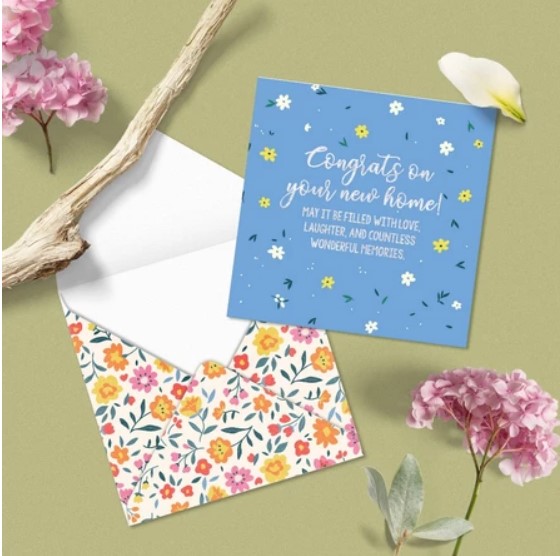 Congrats on
your new home!
MAY IT BE FILLED WITH LOVE,
LAUGHTER, AND COUNTLESS
WONDERFUL MEMORIES.